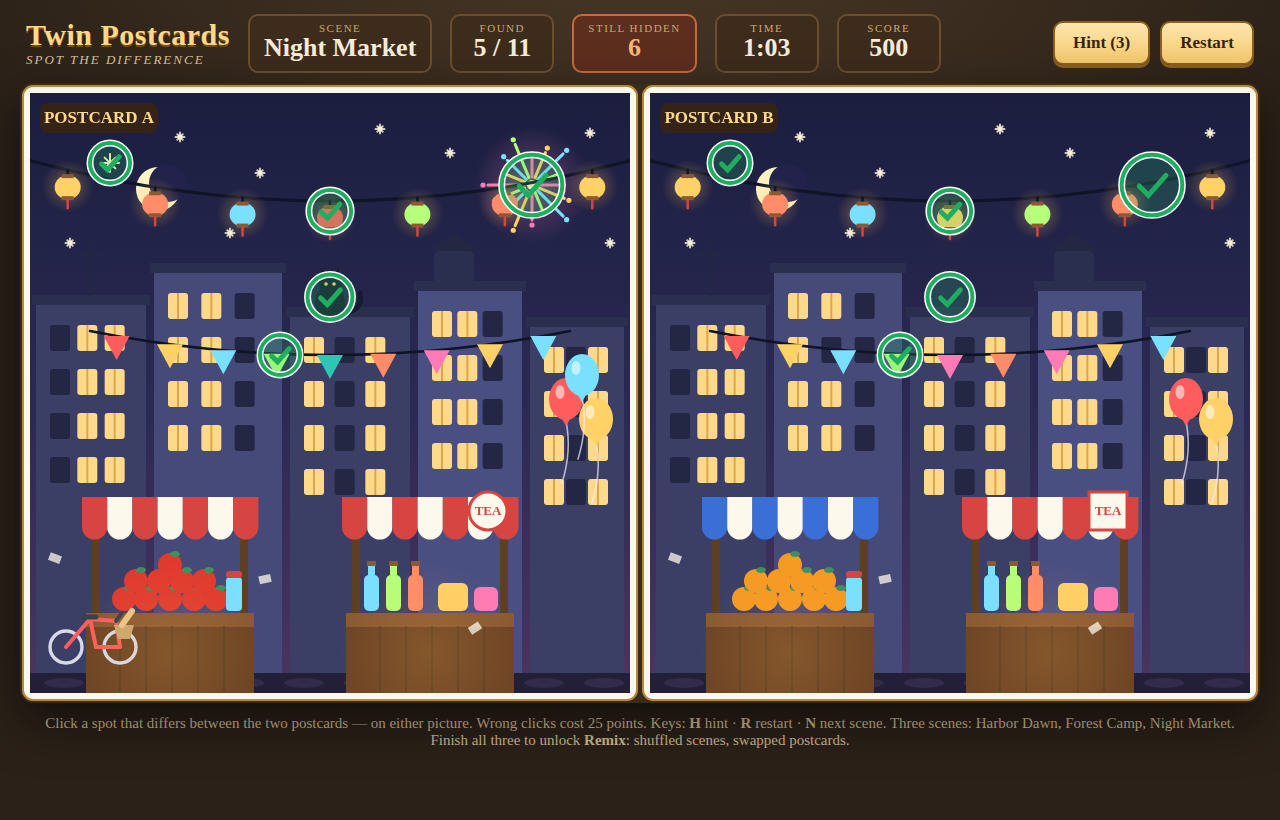 Twin Postcards
SPOT THE DIFFERENCE
SCENE
Night Market
FOUND
5 / 11
STILL HIDDEN
6
TIME
1:03
SCORE
500
Hint (3)
Restart
POSTCARD A
POSTCARD B
TEA
TEA
Click a spot that differs between the two postcards — on either picture. Wrong clicks cost 25 points. Keys: H hint · R restart · N next scene. Three scenes: Harbor Dawn, Forest Camp, Night Market.
Finish all three to unlock Remix: shuffled scenes, swapped postcards.